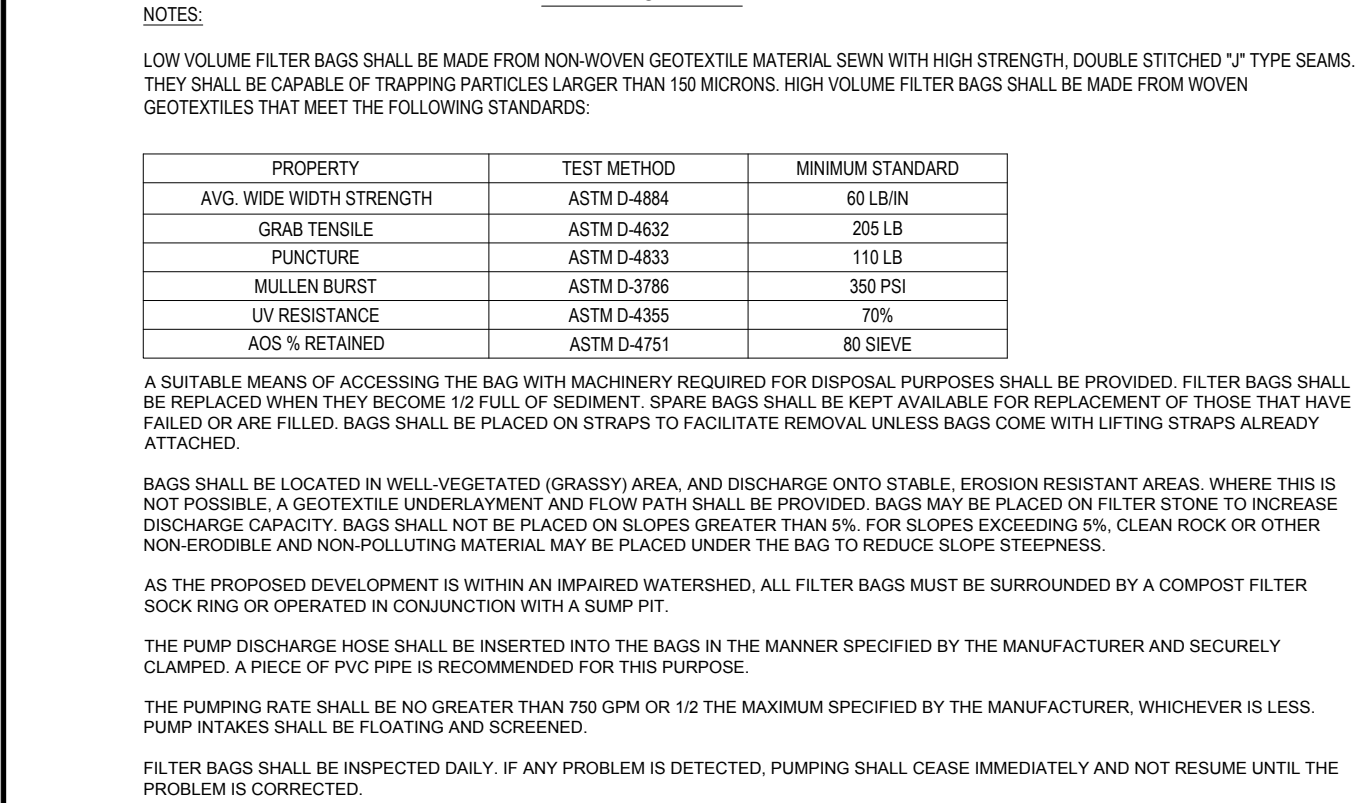 NOTES:
LOW VOLUME FILTER BAGS SHALL BE MADE FROM NON-WOVEN GEOTEXTILE MATERIAL SEWN WITH HIGH STRENGTH, DOUBLE STITCHED "J" TYPE SEAMS.
THEY SHALL BE CAPABLE OF TRAPPING PARTICLES LARGER THAN 150 MICRONS. HIGH VOLUME FILTER BAGS SHALL BE MADE FROM WOVEN
GEOTEXTILES THAT MEET THE FOLLOWING STANDARDS:
PROPERTY TEST METHOD MINIMUM STANDARD
AVG. WIDE WIDTH STRENGTH ASTM D-4884 60 LB/IN
GRAB TENSILE ASTM D-4632 205 LB
PUNCTURE ASTM D-4833 110 LB
MULLEN BURST ASTM D-3786 350 PSI
UV RESISTANCE ASTM D-4355 70%
AOS % RETAINED ASTM D-4751 80 SIEVE
A SUITABLE MEANS OF ACCESSING THE BAG WITH MACHINERY REQUIRED FOR DISPOSAL PURPOSES SHALL BE PROVIDED. FILTER BAGS SHALL
BE REPLACED WHEN THEY BECOME 1/2 FULL OF SEDIMENT. SPARE BAGS SHALL BE KEPT AVAILABLE FOR REPLACEMENT OF THOSE THAT HAVE
FAILED OR ARE FILLED. BAGS SHALL BE PLACED ON STRAPS TO FACILITATE REMOVAL UNLESS BAGS COME WITH LIFTING STRAPS ALREADY
ATTACHED.
BAGS SHALL BE LOCATED IN WELL-VEGETATED (GRASSY) AREA, AND DISCHARGE ONTO STABLE, EROSION RESISTANT AREAS. WHERE THIS IS
NOT POSSIBLE, A GEOTEXTILE UNDERLAYMENT AND FLOW PATH SHALL BE PROVIDED. BAGS MAY BE PLACED ON FILTER STONE TO INCREASE
DISCHARGE CAPACITY. BAGS SHALL NOT BE PLACED ON SLOPES GREATER THAN 5%. FOR SLOPES EXCEEDING 5%, CLEAN ROCK OR OTHER
NON-ERODIBLE AND NON-POLLUTING MATERIAL MAY BE PLACED UNDER THE BAG TO REDUCE SLOPE STEEPNESS.
AS THE PROPOSED DEVELOPMENT IS WITHIN AN IMPAIRED WATERSHED, ALL FILTER BAGS MUST BE SURROUNDED BY A COMPOST FILTER
SOCK RING OR OPERATED IN CONJUNCTION WITH A SUMP PIT.
THE PUMP DISCHARGE HOSE SHALL BE INSERTED INTO THE BAGS IN THE MANNER SPECIFIED BY THE MANUFACTURER AND SECURELY
CLAMPED. A PIECE OF PVC PIPE IS RECOMMENDED FOR THIS PURPOSE.
THE PUMPING RATE SHALL BE NO GREATER THAN 750 GPM OR 1/2 THE MAXIMUM SPECIFIED BY THE MANUFACTURER, WHICHEVER IS LESS.
PUMP INTAKES SHALL BE FLOATING AND SCREENED.
FILTER BAGS SHALL BE INSPECTED DAILY. IF ANY PROBLEM IS DETECTED, PUMPING SHALL CEASE IMMEDIATELY AND NOT RESUME UNTIL THE
PROBLEM IS CORRECTED.